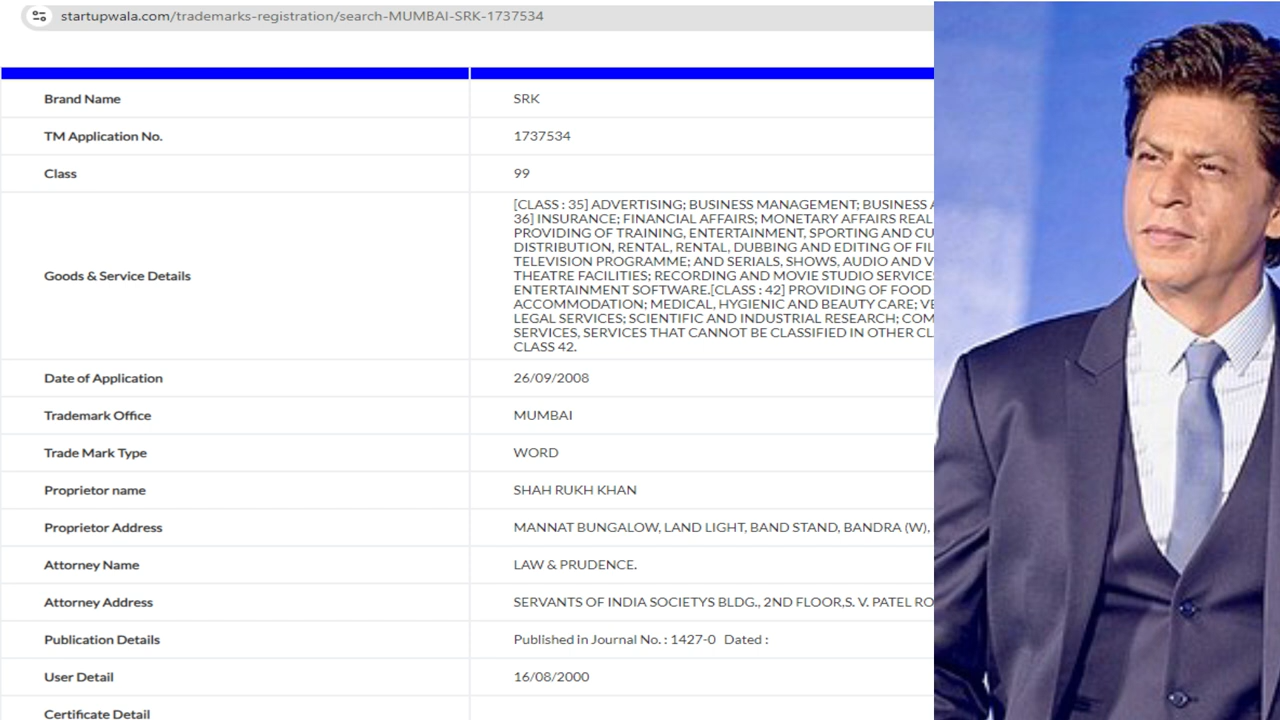 startupwala.com/trademarks-registration/search-MUMBAI-SRK-1737534
Brand Name SRK
TM Application No. 1737534
Class 99
Goods & Service Details
[CLASS : 35] ADVERTISING; BUSINESS MANAGEMENT; BUSINESS
36] INSURANCE; FINANCIAL AFFAIRS; MONETARY AFFAIRS REAL
PROVIDING OF TRAINING, ENTERTAINMENT, SPORTING AND CU
DISTRIBUTION, RENTAL, RENTAL, DUBBING AND EDITING OF FIL
TELEVISION PROGRAMME; AND SERIALS, SHOWS, AUDIO AND V
THEATRE FACILITIES; RECORDING AND MOVIE STUDIO SERVICES
ENTERTAINMENT SOFTWARE.[CLASS : 42] PROVIDING OF FOOD
ACCOMMODATION; MEDICAL, HYGIENIC AND BEAUTY CARE; VE
LEGAL SERVICES; SCIENTIFIC AND INDUSTRIAL RESEARCH; COM
SERVICES, SERVICES THAT CANNOT BE CLASSIFIED IN OTHER CL
CLASS 42.
Date of Application 26/09/2008
Trademark Office MUMBAI
Trade Mark Type WORD
Proprietor name SHAH RUKH KHAN
Proprietor Address MANNAT BUNGALOW, LAND LIGHT, BAND STAND, BANDRA (W),
Attorney Name LAW & PRUDENCE.
Attorney Address SERVANTS OF INDIA SOCIETYS BLDG., 2ND FLOOR,S. V. PATEL RO
Publication Details Published in Journal No. : 1427-0 Dated :
User Detail 16/08/2000
Certificate Detail